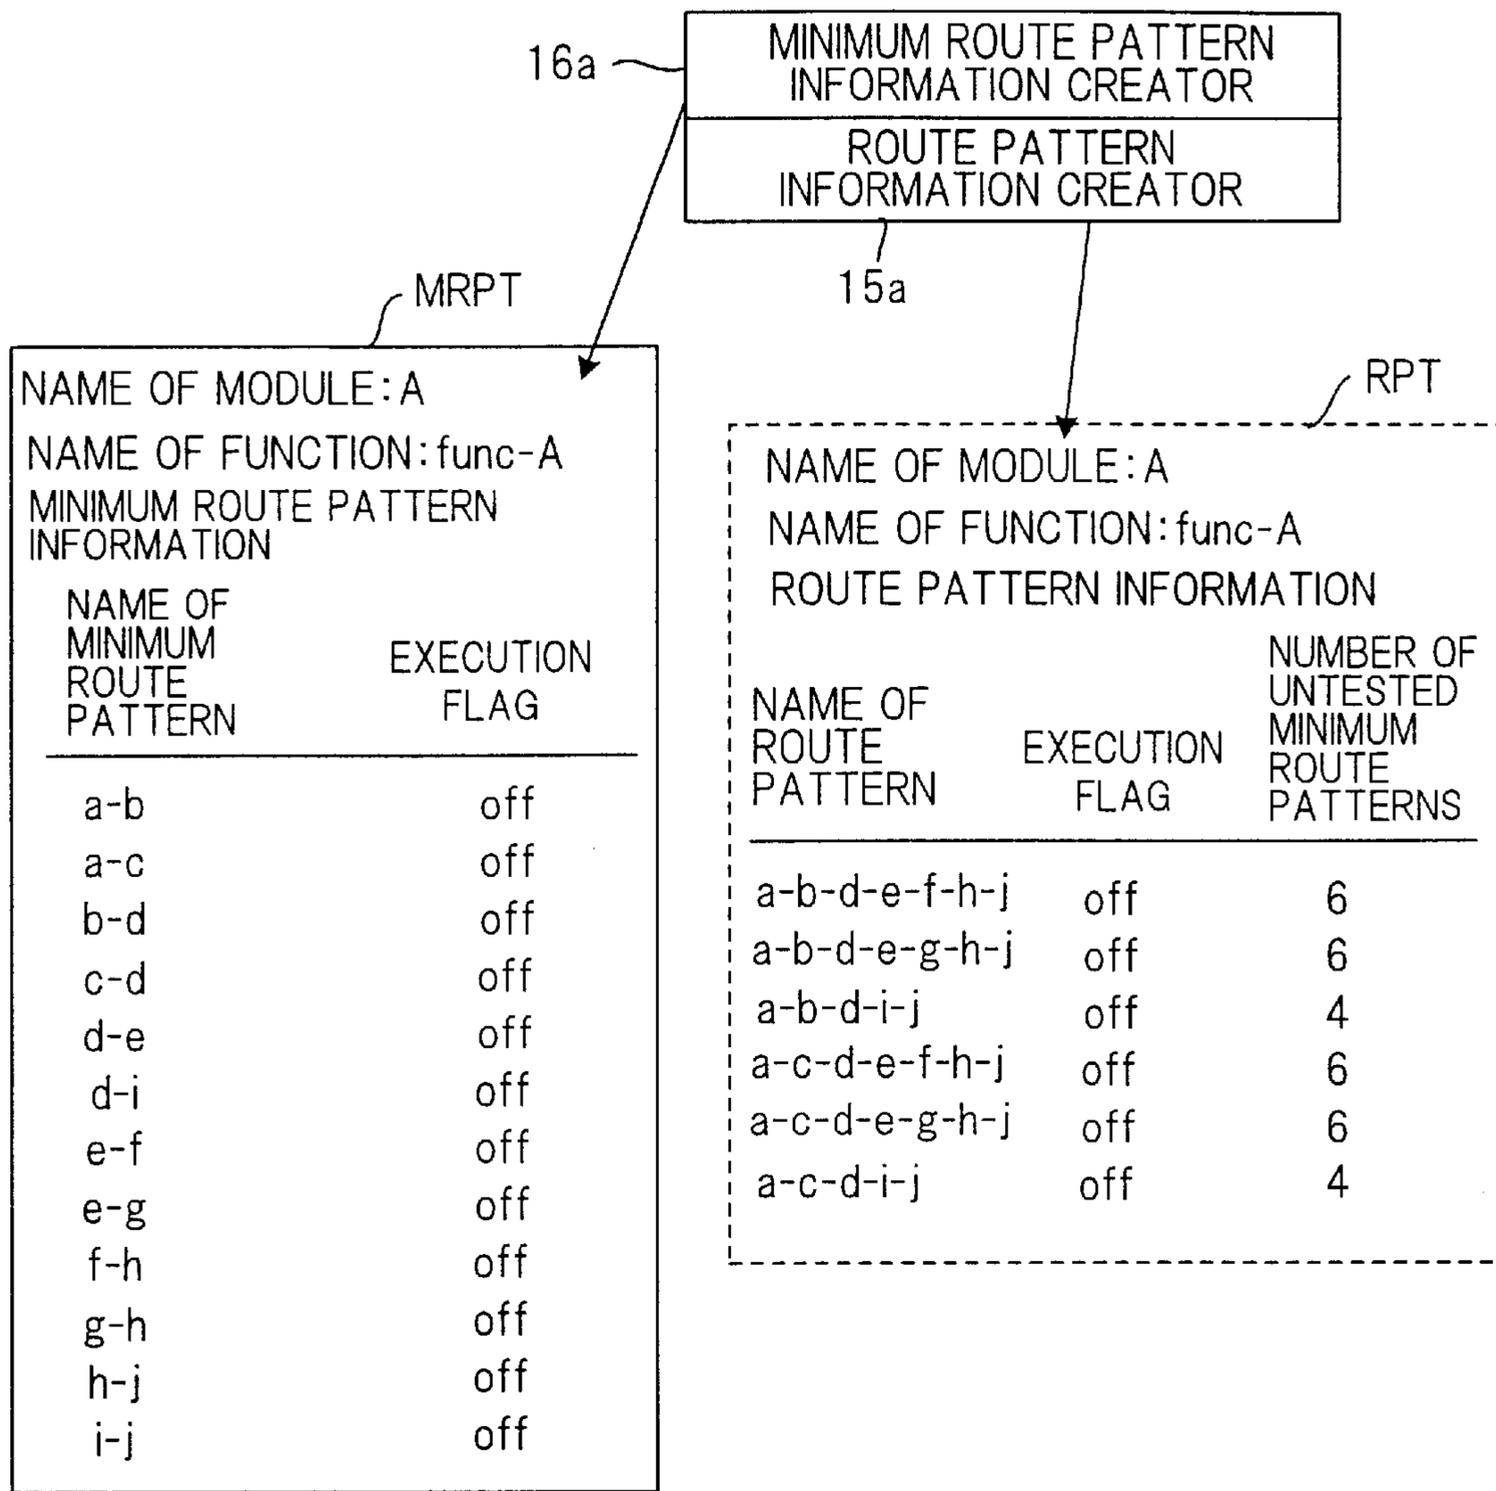 16a
MINIMUM ROUTE PATTERN
INFORMATION CREATOR
ROUTE PATTERN
INFORMATION CREATOR
15a
MRPT
NAME OF MODULE:A
NAME OF FUNCTION:func-A
MINIMUM ROUTE PATTERN
INFORMATION
NAME OF
MINIMUM
ROUTE
PATTERN
EXECUTION
FLAG
a-b off
a-c off
b-d off
c-d off
d-e off
d-i off
e-f off
e-g off
f-h off
g-h off
h-j off
i-j off
RPT
NAME OF MODULE:A
NAME OF FUNCTION:func-A
ROUTE PATTERN INFORMATION
NAME OF
ROUTE
PATTERN
EXECUTION
FLAG
NUMBER OF
UNTESTED
MINIMUM
ROUTE
PATTERNS
a-b-d-e-f-h-j off 6
a-b-d-e-g-h-j off 6
a-b-d-i-j off 4
a-c-d-e-f-h-j off 6
a-c-d-e-g-h-j off 6
a-c-d-i-j off 4